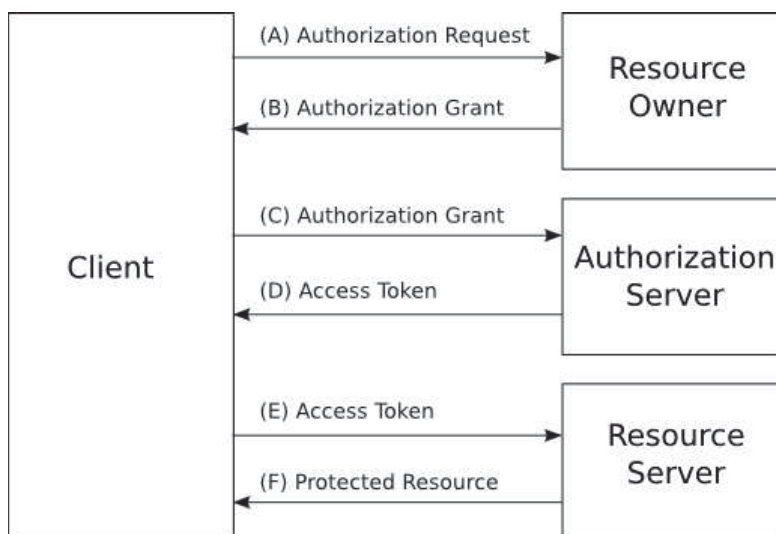 (A) Authorization Request
Resource
Owner
(B) Authorization Grant
(C) Authorization Grant
Client
Authorization
Server
(D) Access Token
(E) Access Token
Resource
Server
(F) Protected Resource